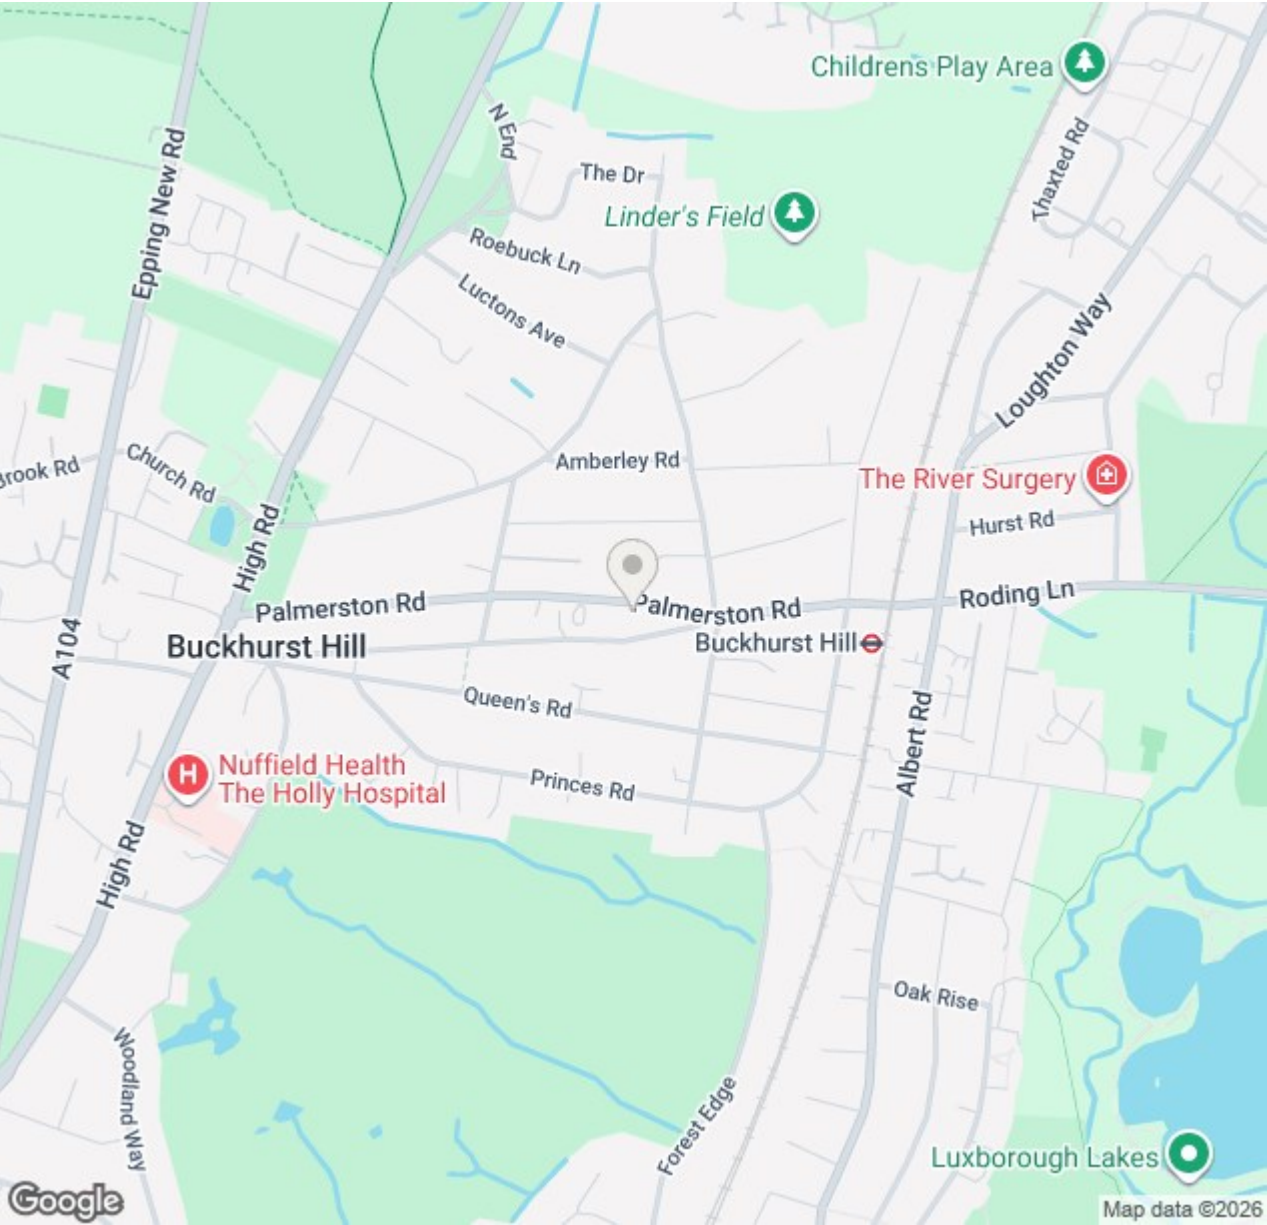 Childrens Play Area
N End
Epping New Rd
The Dr
Thaxted Rd
Linder's Field
Roebuck Ln
Luctons Ave
Loughton Way
Amberley Rd
Brook Rd
Church Rd
The River Surgery
High Rd
Hurst Rd
Palmerston Rd
Palmerston Rd
Roding Ln
A104
Buckhurst Hill
Buckhurst Hill
Queen's Rd
Albert Rd
Nuffield Health
The Holly Hospital
Princes Rd
High Rd
Oak Rise
Woodland Way
Forest Edge
Luxborough Lakes
Google
Map data ©2026